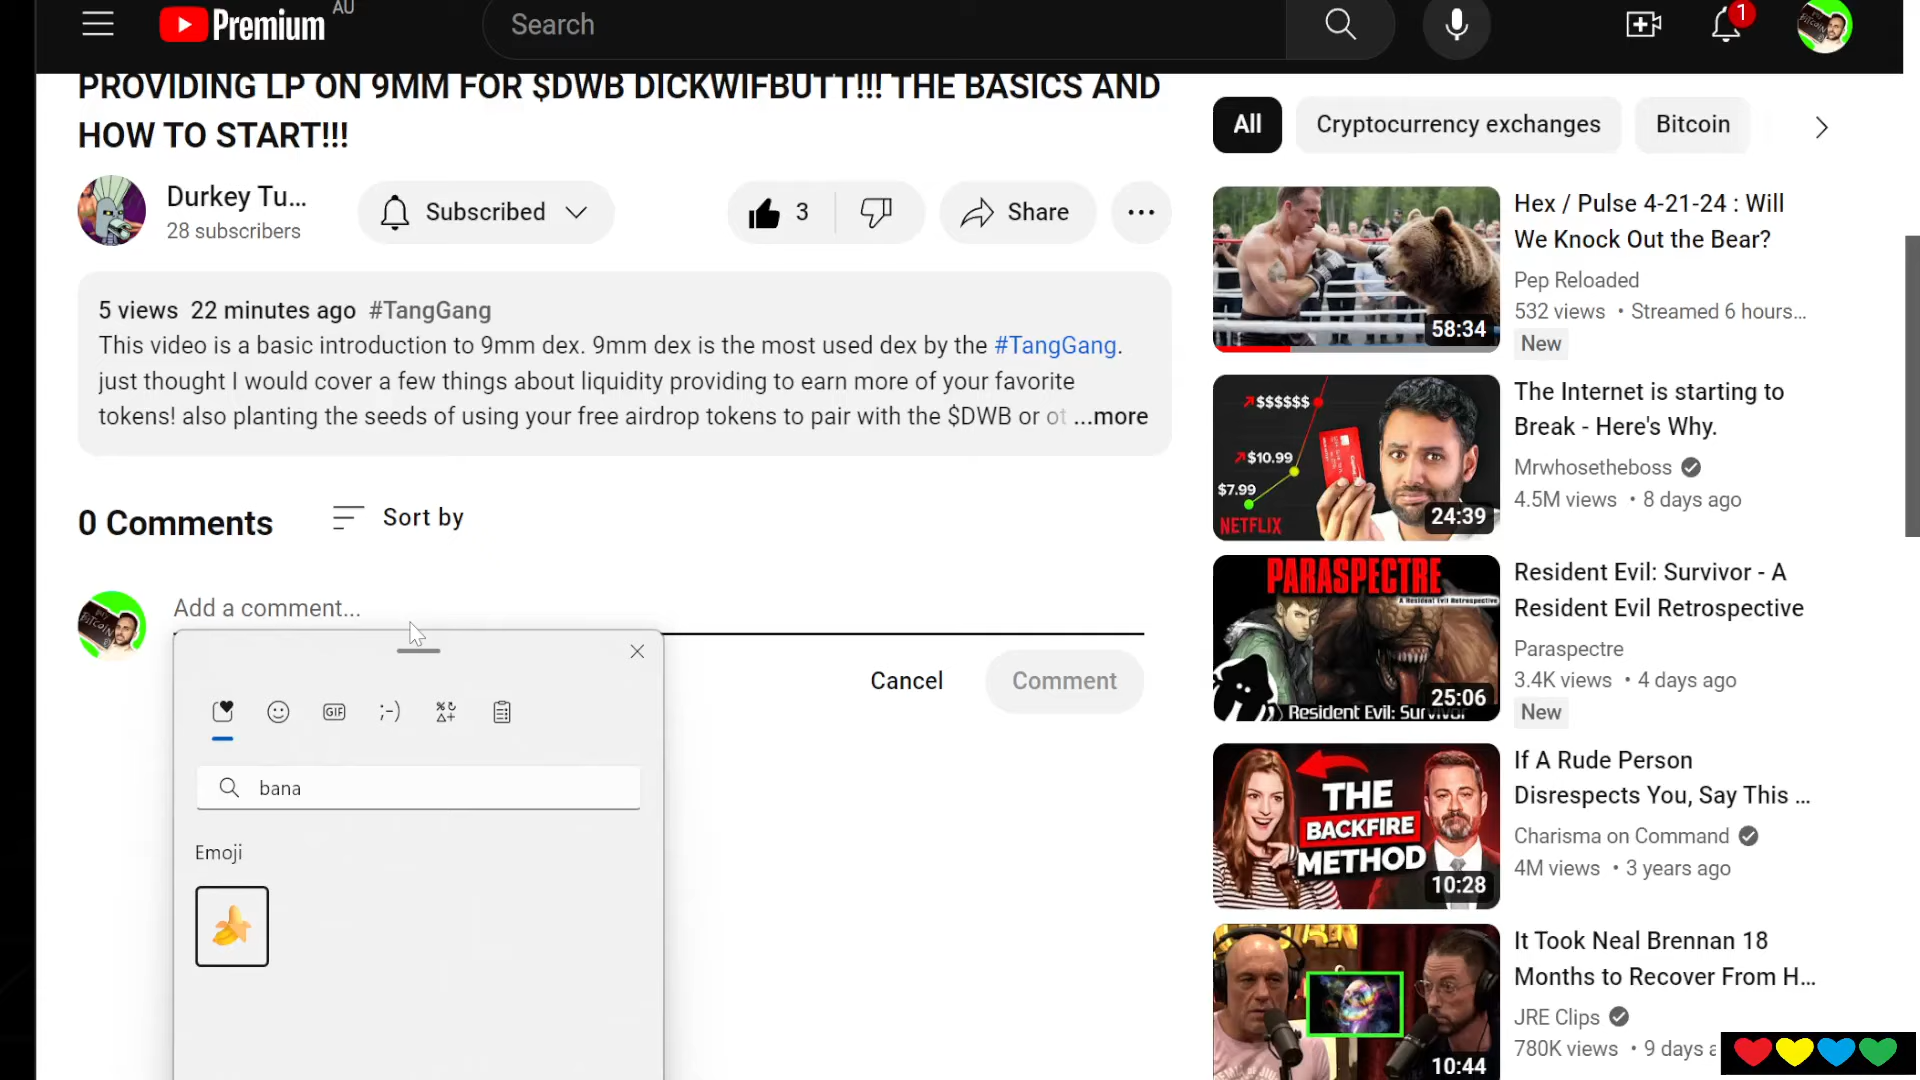 Premium
AU
Search
1
PROVIDING LP ON 9MM FOR $DWB DICKWIFBUTT!!! THE BASICS AND
HOW TO START!!!
Durkey Tu...
28 subscribers
Subscribed
3
Share
5 views 22 minutes ago #TangGang
This video is a basic introduction to 9mm dex. 9mm dex is the most used dex by the #TangGang.
just thought I would cover a few things about liquidity providing to earn more of your favorite
tokens! also planting the seeds of using your free airdrop tokens to pair with the $DWB or ot ...more
0 Comments
Sort by
Add a comment...
Cancel
Comment
GIF
;-)
bana
Emoji
All
Cryptocurrency exchanges
Bitcoin
58:34
Hex / Pulse 4-21-24 : Will
We Knock Out the Bear?
Pep Reloaded
532 views • Streamed 6 hours...
New
$$$$$$
$10.99
$7.99
NETFLIX
24:39
The Internet is starting to
Break - Here's Why.
Mrwhosetheboss
4.5M views • 8 days ago
PARASPECTRE
A Resident Evil Retrospective
Resident Evil: Survivor
25:06
Resident Evil: Survivor - A
Resident Evil Retrospective
Paraspectre
3.4K views • 4 days ago
New
THE
BACKFIRE
METHOD
10:28
If A Rude Person
Disrespects You, Say This ...
Charisma on Command
4M views • 3 years ago
10:44
It Took Neal Brennan 18
Months to Recover From H...
JRE Clips
780K views • 9 days a